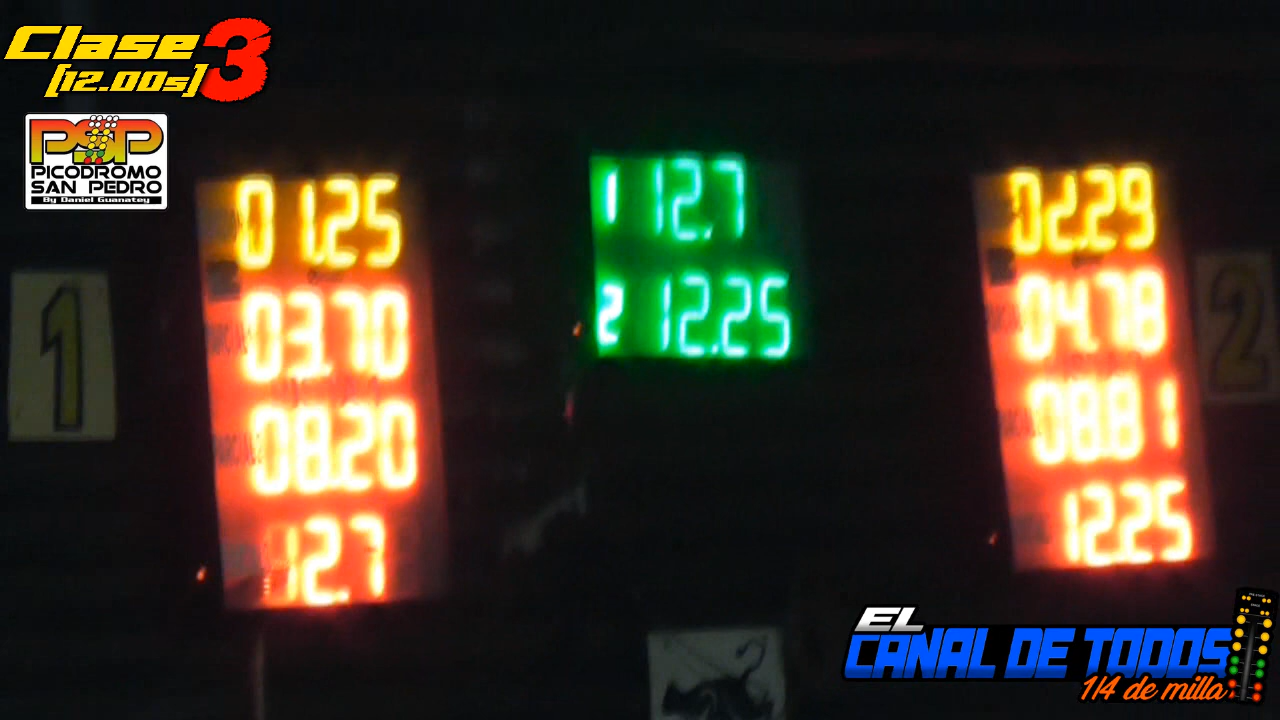 Clase 3
[12.00s]
PSP
PICODROMO
SAN PEDRO
By Daniel Guanatey
1
01.25
03.70
08.20
12.7
1 12.7
2 12.25
02.29
04.78
08.81
12.25
2
EL
CANAL DE TODOS
1/4 de milla